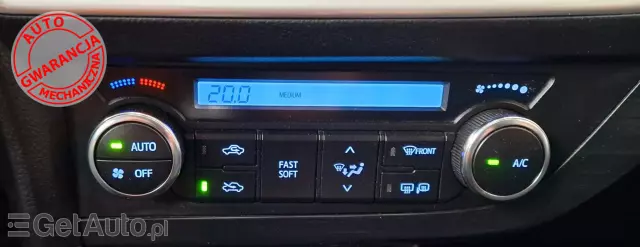 AUTO
GWARANCJA
MECHANICZNA
20.0 MEDIUM
AUTO
OFF
FAST
SOFT
FRONT
A/C
GetAuto.pl